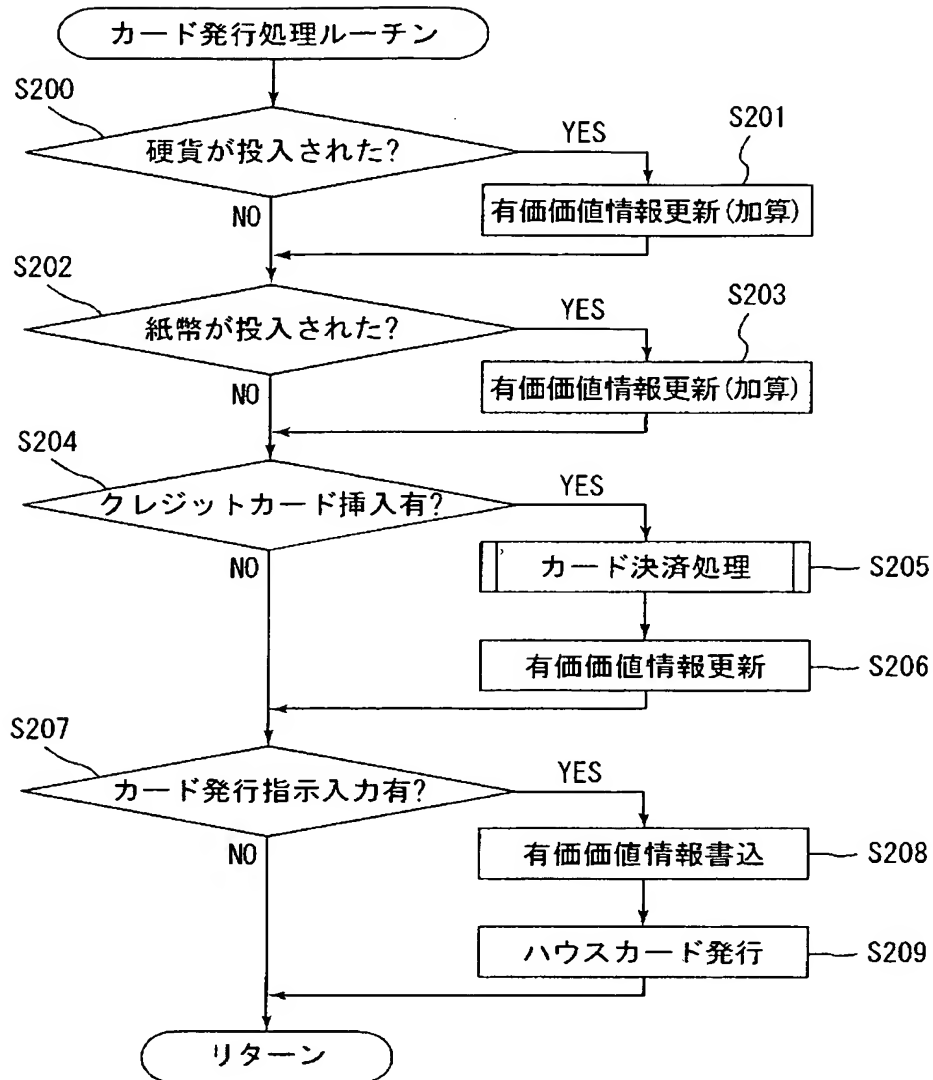 カード発行処理ルーチン
S200
硬貨が投入された?
YES
S201
有価価値情報更新(加算)
NO
S202
紙幣が投入された?
YES
S203
有価価値情報更新(加算)
NO
S204
クレジットカード挿入有?
YES
カード決済処理
S205
NO
有価価値情報更新
S206
S207
カード発行指示入力有?
YES
有価価値情報書込
S208
NO
ハウスカード発行
S209
リターン